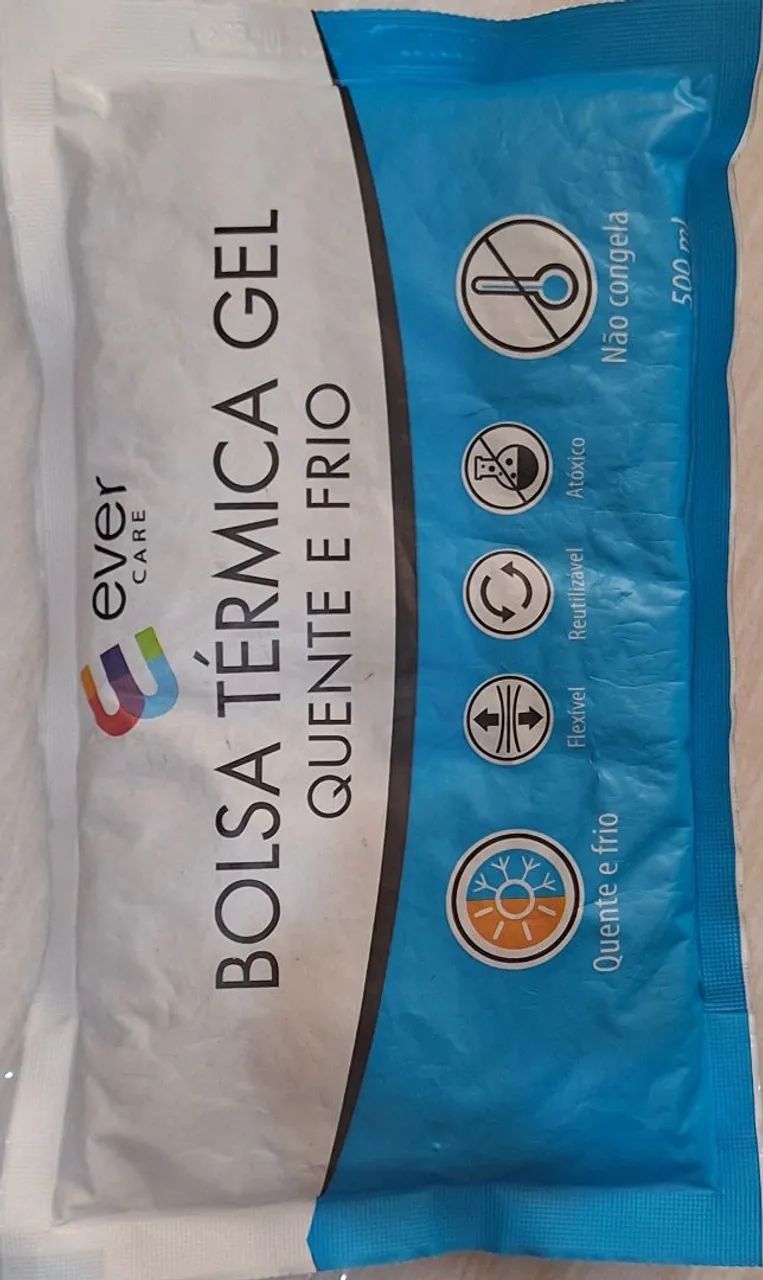 ever
CARE
BOLSA TÉRMICA GEL
QUENTE E FRIO
Quente e frio
Flexível
Reutilizável
Atóxico
Não congela
500 ml